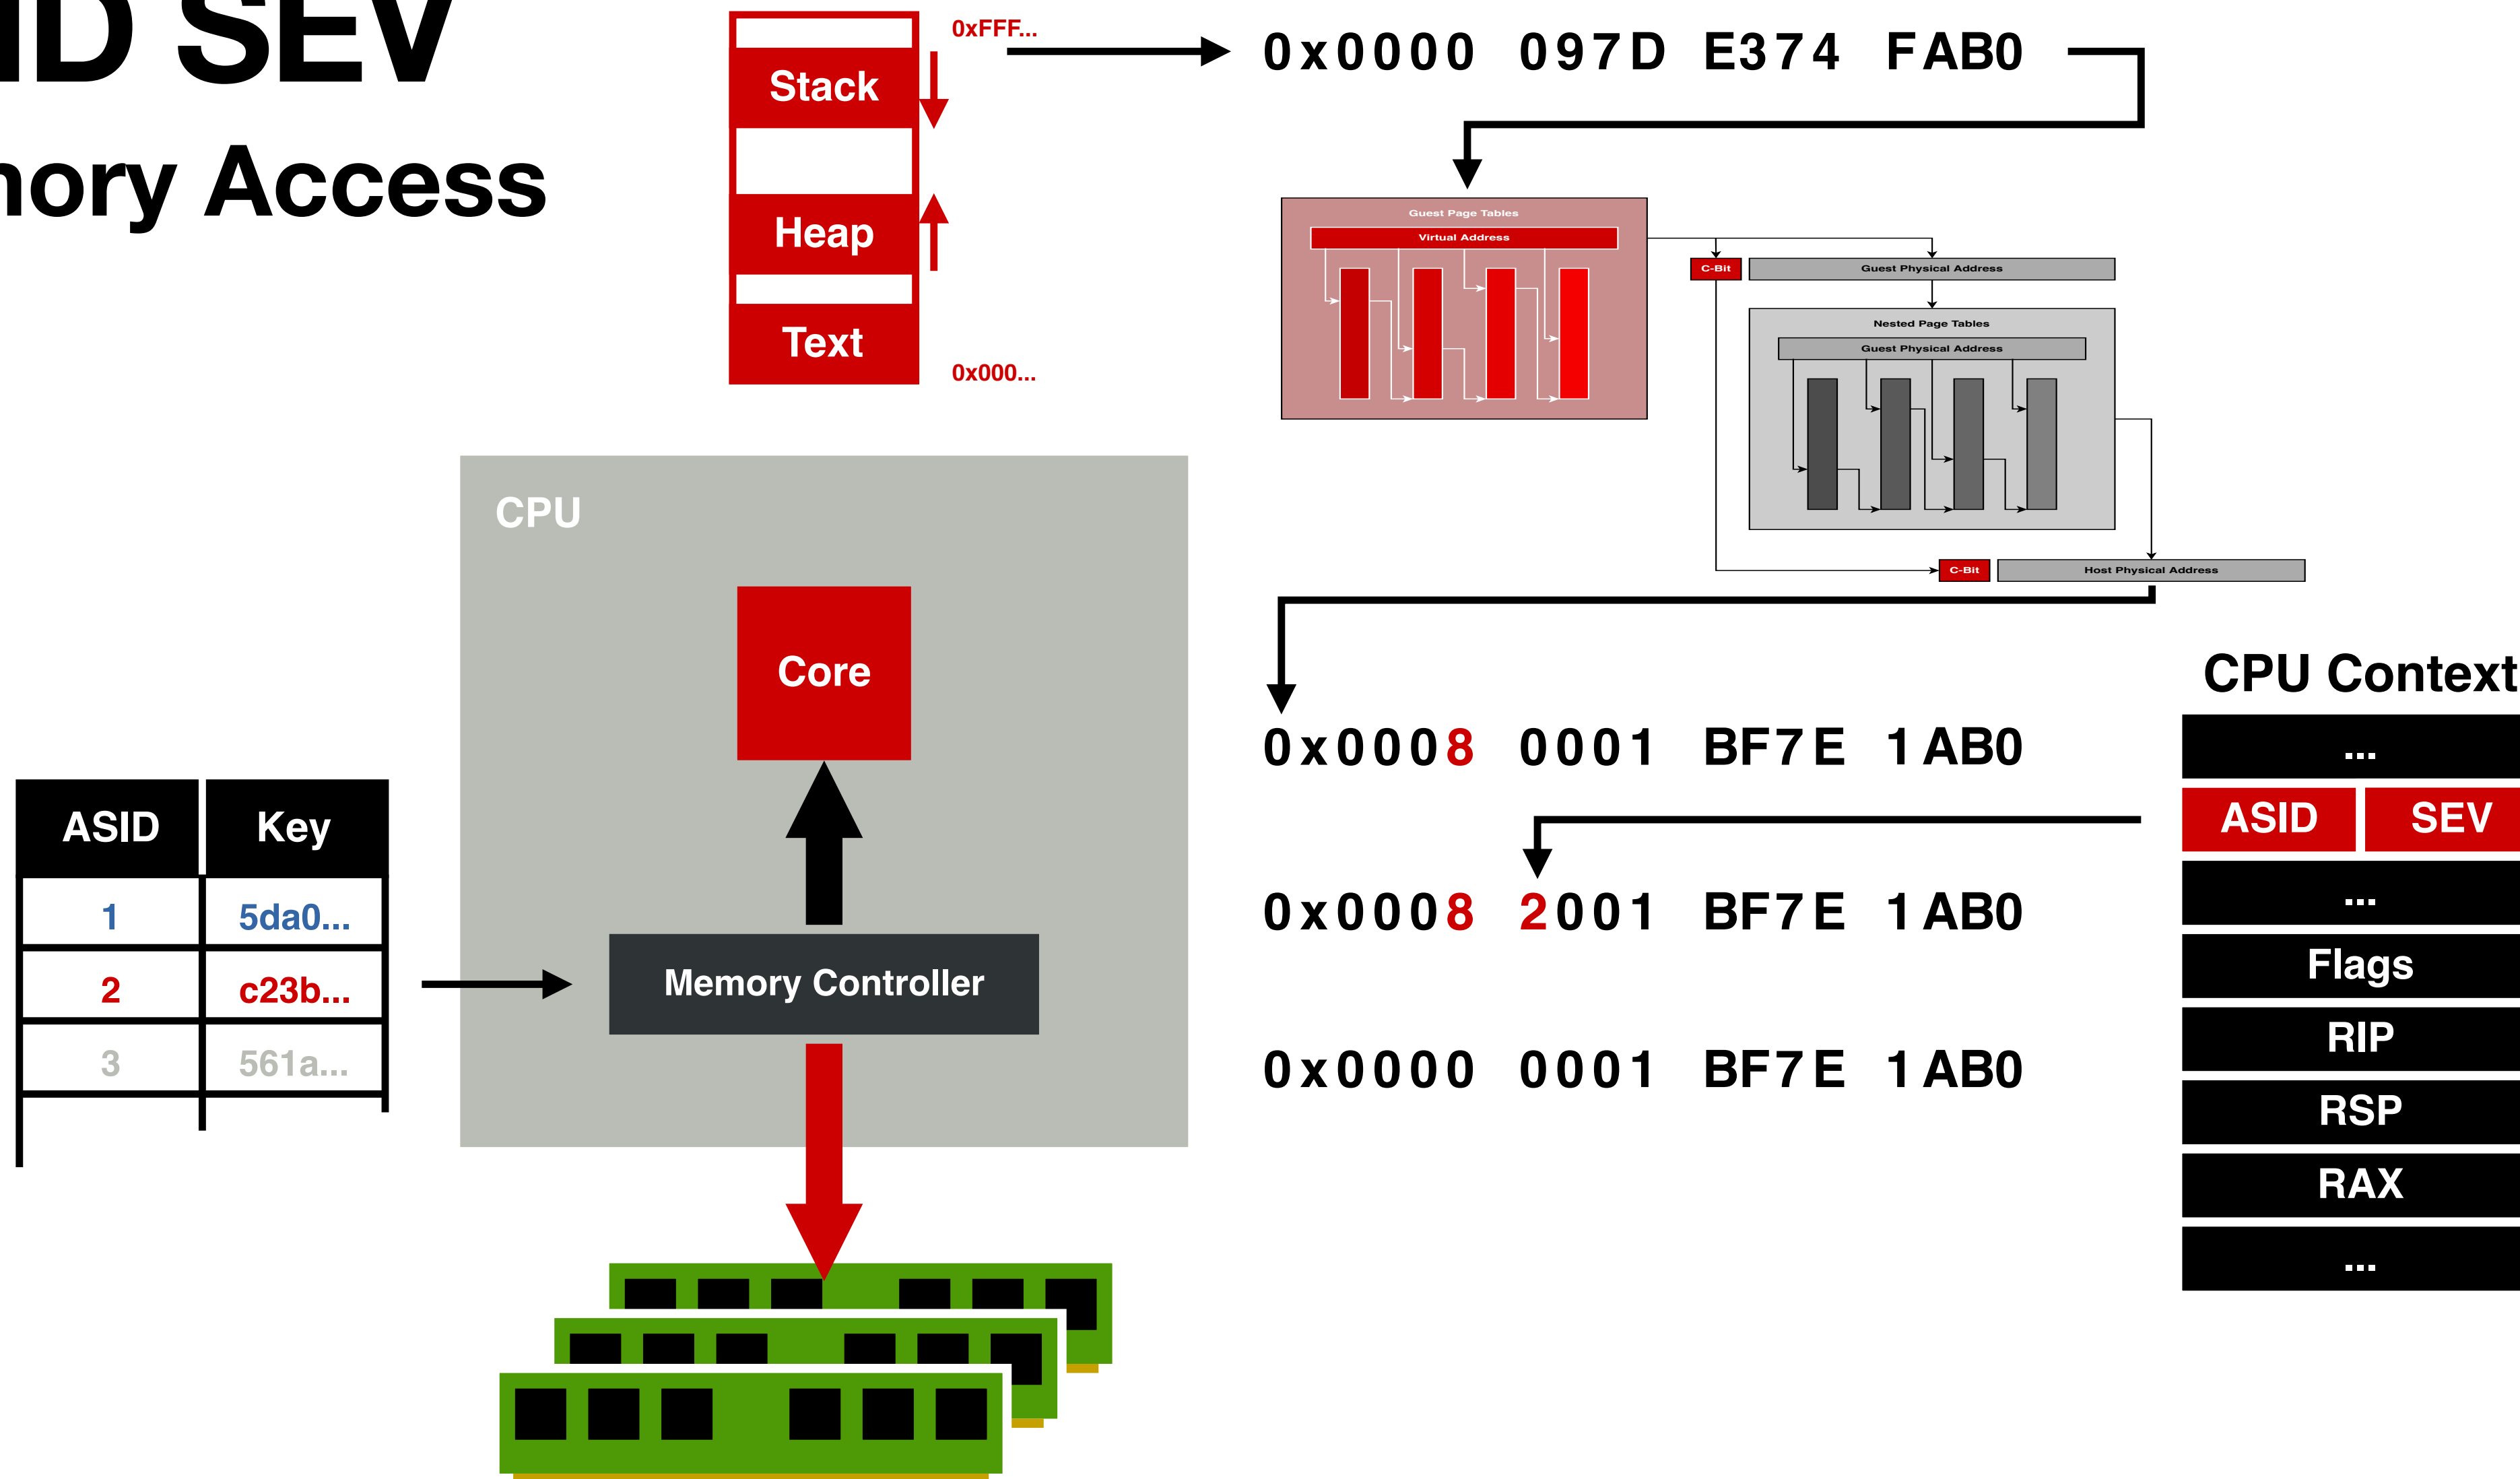 ID SEV
ory Access
0xFFF...
Stack
Heap
Text
0x000...
0x0000 097D E374 FAB0
Guest Page Tables
Virtual Address
C-Bit
Guest Physical Address
Nested Page Tables
Guest Physical Address
C-Bit
Host Physical Address
CPU
Core
Memory Controller
ASID Key
1 5da0...
2 c23b...
3 561a...
0x0008 0001 BF7E 1AB0
0x0008 2001 BF7E 1AB0
0x0000 0001 BF7E 1AB0
CPU Context
...
ASID SEV
...
Flags
RIP
RSP
RAX
...